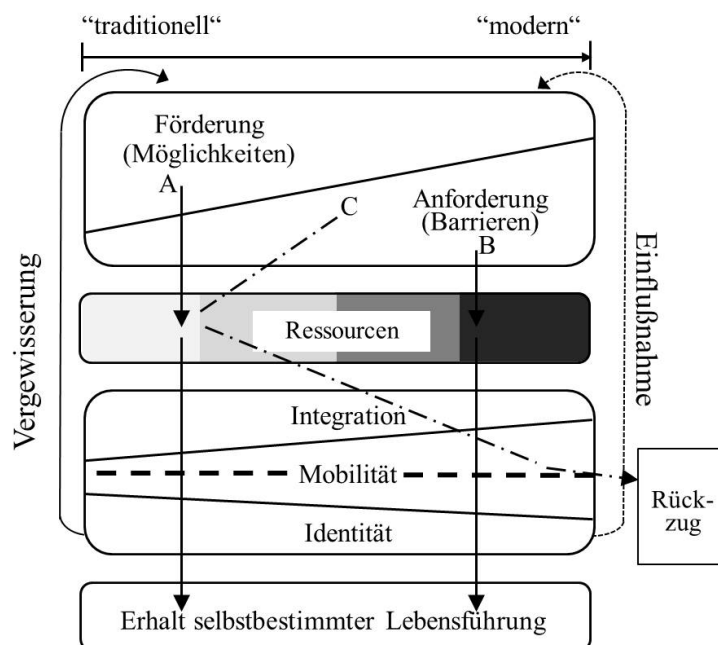 “traditionell“
“modern“
Förderung
(Möglichkeiten)
A
C
Anforderung
(Barrieren)
B
Vergewisserung
Einflußnahme
Ressourcen
Integration
Mobilität
Identität
Rück-
zug
Erhalt selbstbestimmter Lebensführung